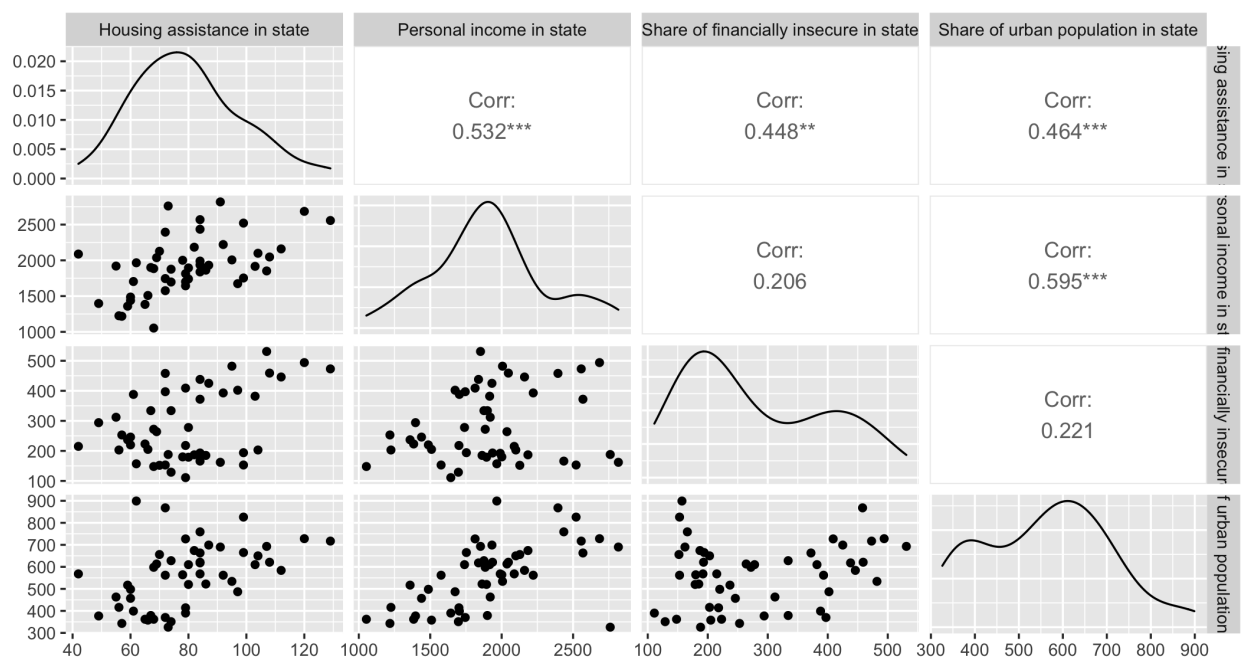 Housing assistance in state Personal income in state Share of financially insecure in state Share of urban population in state
0.020
0.015
0.010
0.005
0.000
Corr:
0.532***
Corr:
0.448**
Corr:
0.464***
sing assistance in
2500
2000
1500
1000
Corr:
0.206
Corr:
0.595***
sonal income in st
500
400
300
200
100
Corr:
0.221
financially insecur
900
800
700
600
500
400
300
f urban population
40 60 80 100 120 1000 1500 2000 2500 100 200 300 400 500 300 400 500 600 700 800 900